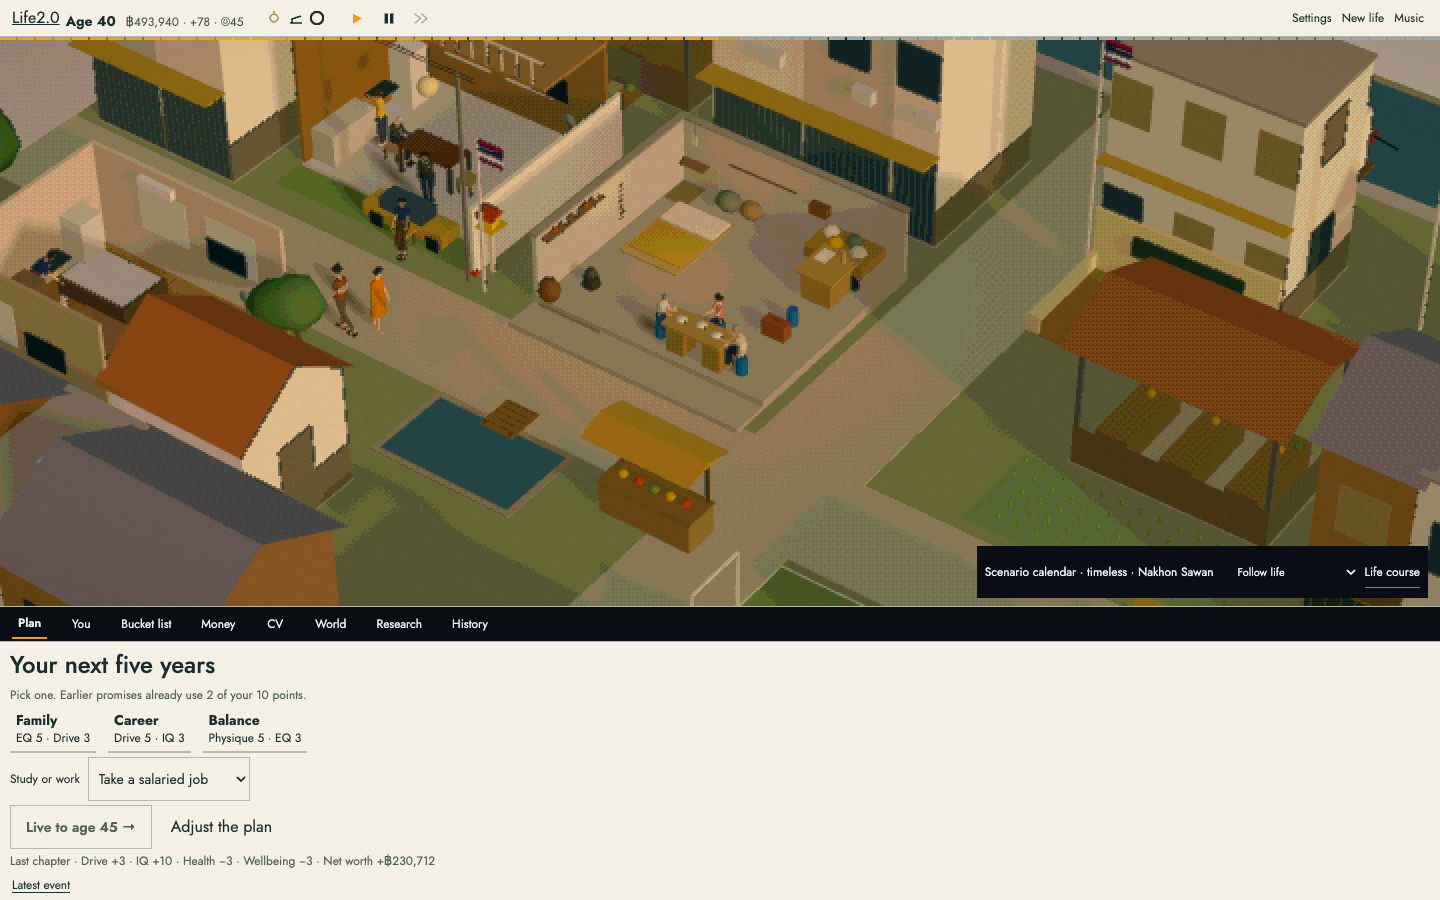 Life2.0 Age 40 ฿493,940 · +78 · ◎45
Settings New life Music
Scenario calendar · timeless · Nakhon Sawan Follow life Life course
Plan You Bucket list Money CV World Research History
Your next five years
Pick one. Earlier promises already use 2 of your 10 points.
Family Career Balance
EQ 5 · Drive 3 Drive 5 · IQ 3 Physique 5 · EQ 3
Study or work Take a salaried job
Live to age 45 → Adjust the plan
Last chapter · Drive +3 · IQ +10 · Health −3 · Wellbeing −3 · Net worth +฿230,712
Latest event